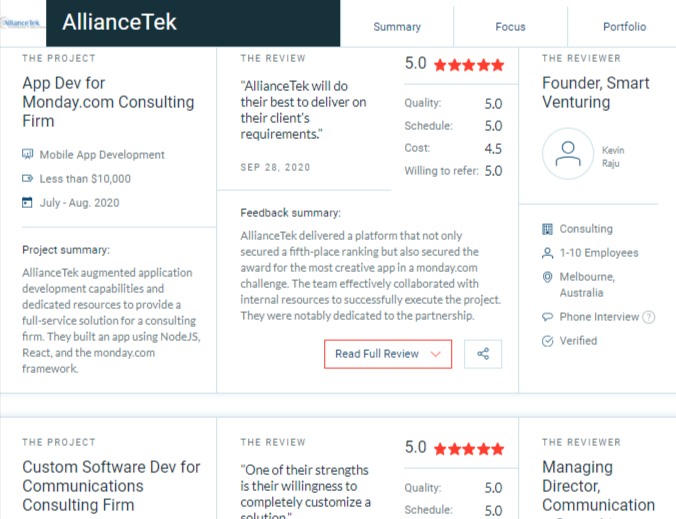 AllianceTek
AllianceTek
Summary
Focus
Portfolio
THE PROJECT
App Dev for
Monday.com Consulting
Firm
Mobile App Development
Less than $10,000
July - Aug. 2020
Project summary:
AllianceTek augmented application
development capabilities and
dedicated resources to provide a
full-service solution for a consulting
firm. They built an app using NodeJS,
React, and the monday.com
framework.
THE REVIEW
"AllianceTek will do
their best to deliver on
their client's
requirements."
SEP 28, 2020
5.0
Quality: 5.0
Schedule: 5.0
Cost: 4.5
Willing to refer: 5.0
Feedback summary:
AllianceTek delivered a platform that not only
secured a fifth-place ranking but also secured the
award for the most creative app in a monday.com
challenge. The team effectively collaborated with
internal resources to successfully execute the project.
They were notably dedicated to the partnership.
Read Full Review
THE REVIEWER
Founder, Smart
Venturing
Kevin
Raju
Consulting
1-10 Employees
Melbourne,
Australia
Phone Interview ?
Verified
THE PROJECT
Custom Software Dev for
Communications
Consulting Firm
THE REVIEW
"One of their strengths
is their willingness to
completely customize a
solution."
5.0
Quality: 5.0
Schedule: 5.0
THE REVIEWER
Managing
Director,
Communication